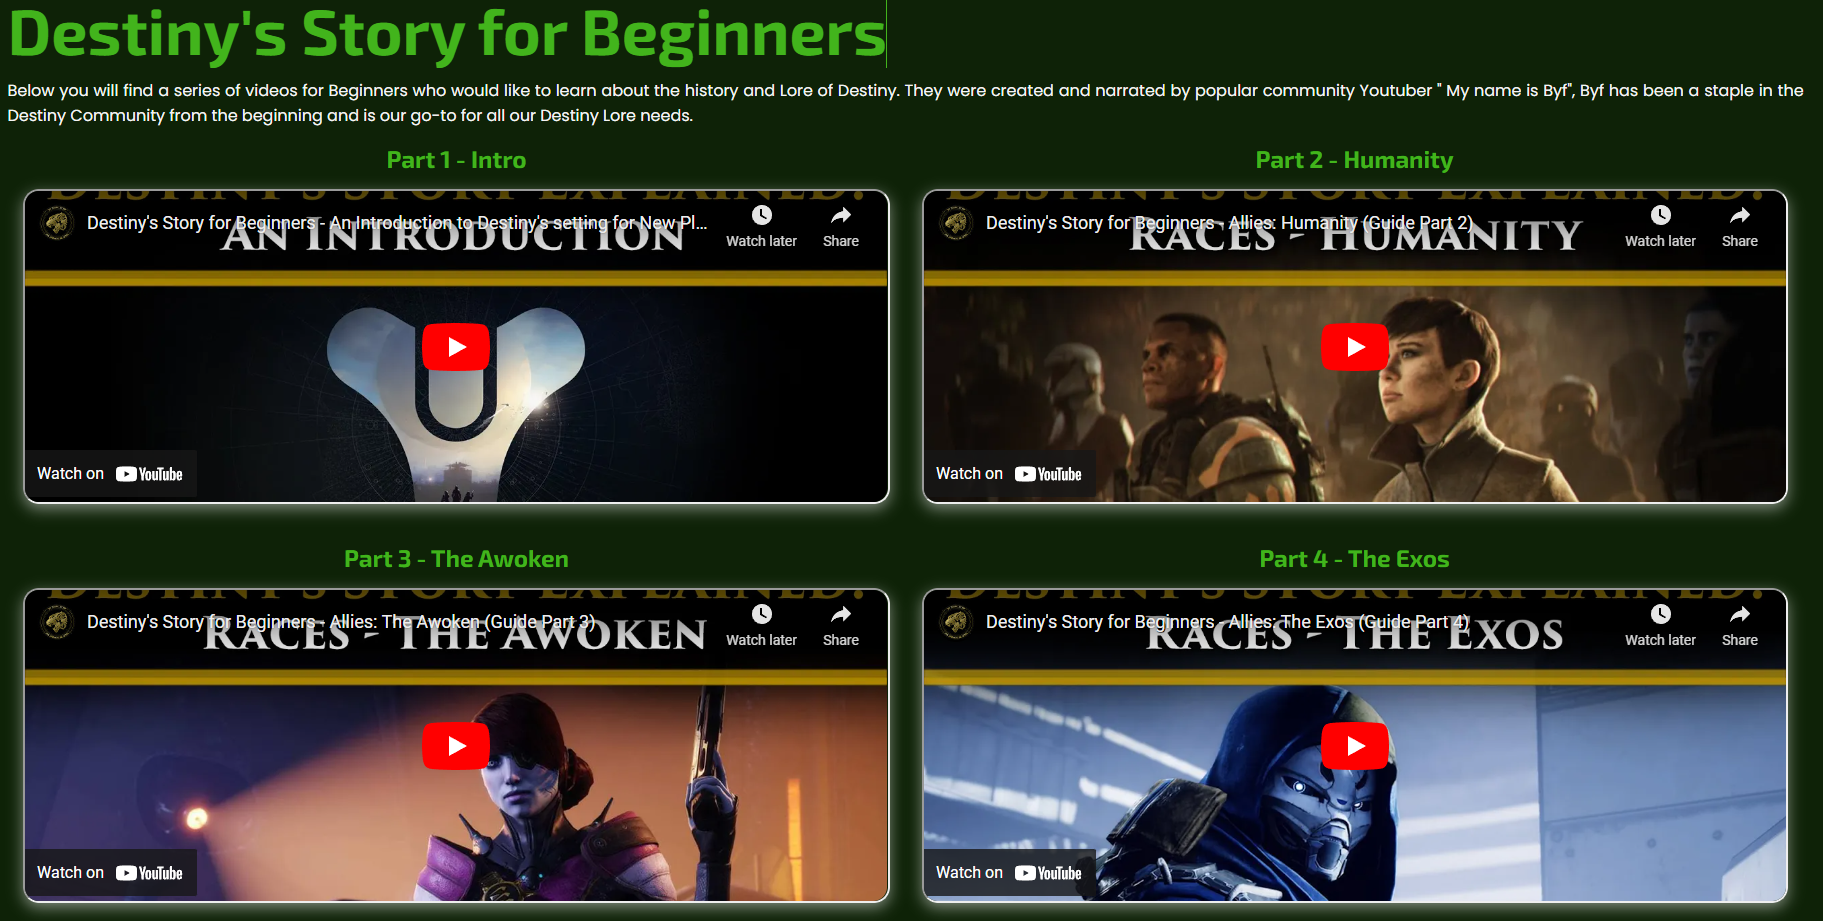 Destiny's Story for Beginners
Below you will find a series of videos for Beginners who would like to learn about the history and Lore of Destiny. They were created and narrated by popular community Youtuber " My name is Byf", Byf has been a staple in the
Destiny Community from the beginning and is our go-to for all our Destiny Lore needs.
Part 1 - Intro
DESTINY'S STORY EXPLAINED!
Destiny's Story for Beginners - An Introduction to Destiny's setting for New Pl...
AN INTRODUCTION
Watch later
Share
Watch on YouTube
Part 2 - Humanity
DESTINY'S STORY EXPLAINED!
Destiny's Story for Beginners - Allies: Humanity (Guide Part 2)
RACES - HUMANITY
Watch later
Share
Watch on YouTube
Part 3 - The Awoken
DESTINY'S STORY EXPLAINED!
Destiny's Story for Beginners - Allies: The Awoken (Guide Part 3)
RACES - THE AWOKEN
Watch later
Share
Watch on YouTube
Part 4 - The Exos
DESTINY'S STORY EXPLAINED!
Destiny's Story for Beginners - Allies: The Exos (Guide Part 4)
RACES - THE EXOS
Watch later
Share
Watch on YouTube